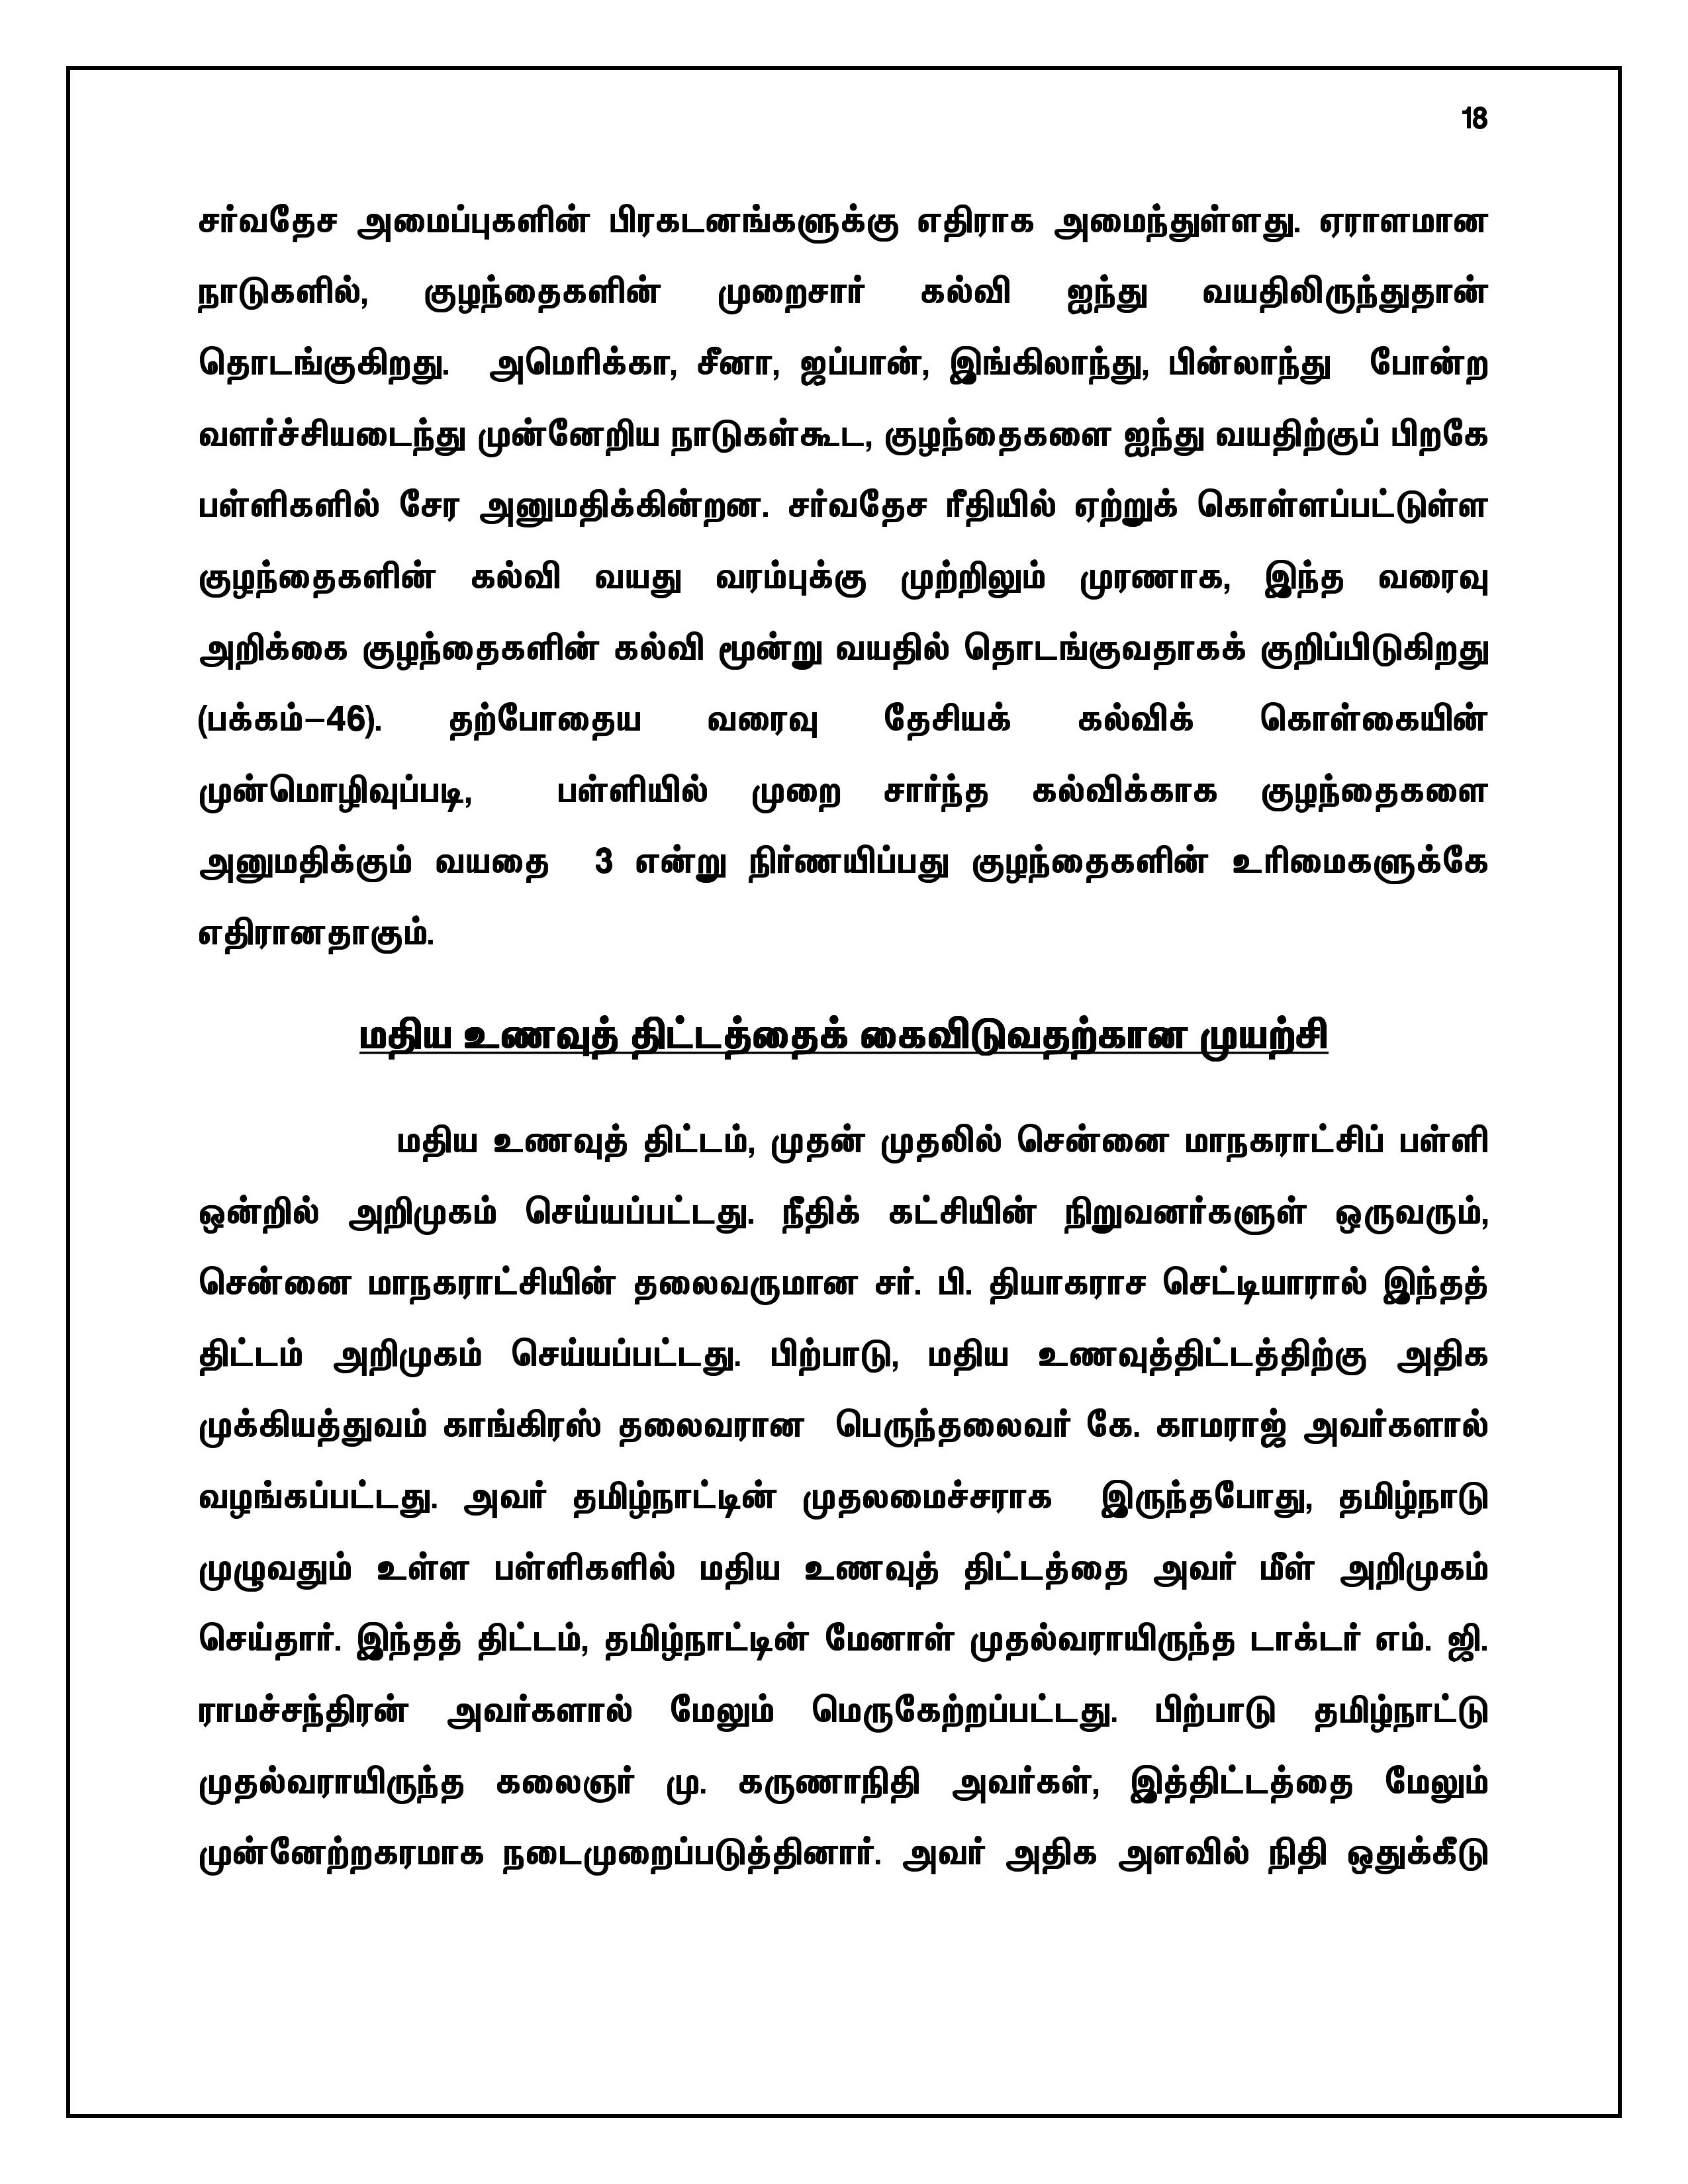 18
சர்வதேச அமைப்புகளின் பிரகடனங்களுக்கு எதிராக அமைந்துள்ளது. ஏராளமான
நாடுகளில், குழந்தைகளின் முறைசார் கல்வி ஐந்து வயதிலிருந்துதான்
தொடங்குகிறது. அமெரிக்கா, சீனா, ஜப்பான், இங்கிலாந்து, பின்லாந்து போன்ற
வளர்ச்சியடைந்து முன்னேறிய நாடுகள்கூட, குழந்தைகளை ஐந்து வயதிற்குப் பிறகே
பள்ளிகளில் சேர அனுமதிக்கின்றன. சர்வதேச ரீதியில் ஏற்றுக் கொள்ளப்பட்டுள்ள
குழந்தைகளின் கல்வி வயது வரம்புக்கு முற்றிலும் முரணாக, இந்த வரைவு
அறிக்கை குழந்தைகளின் கல்வி மூன்று வயதில் தொடங்குவதாகக் குறிப்பிடுகிறது
(பக்கம்–46). தற்போதைய வரைவு தேசியக் கல்விக் கொள்கையின்
முன்மொழிவுப்படி, பள்ளியில் முறை சார்ந்த கல்விக்காக குழந்தைகளை
அனுமதிக்கும் வயதை 3 என்று நிர்ணயிப்பது குழந்தைகளின் உரிமைகளுக்கே
எதிரானதாகும்.
மதிய உணவுத் திட்டத்தைக் கைவிடுவதற்கான முயற்சி
மதிய உணவுத் திட்டம், முதன் முதலில் சென்னை மாநகராட்சிப் பள்ளி
ஒன்றில் அறிமுகம் செய்யப்பட்டது. நீதிக் கட்சியின் நிறுவனர்களுள் ஒருவரும்,
சென்னை மாநகராட்சியின் தலைவருமான சர். பி. தியாகராச செட்டியாரால் இந்தத்
திட்டம் அறிமுகம் செய்யப்பட்டது. பிற்பாடு, மதிய உணவுத்திட்டத்திற்கு அதிக
முக்கியத்துவம் காங்கிரஸ் தலைவரான பெருந்தலைவர் கே. காமராஜ் அவர்களால்
வழங்கப்பட்டது. அவர் தமிழ்நாட்டின் முதலமைச்சராக இருந்தபோது, தமிழ்நாடு
முழுவதும் உள்ள பள்ளிகளில் மதிய உணவுத் திட்டத்தை அவர் மீள் அறிமுகம்
செய்தார். இந்தத் திட்டம், தமிழ்நாட்டின் மேனாள் முதல்வராயிருந்த டாக்டர் எம். ஜி.
ராமச்சந்திரன் அவர்களால் மேலும் மெருகேற்றப்பட்டது. பிற்பாடு தமிழ்நாட்டு
முதல்வராயிருந்த கலைஞர் மு. கருணாநிதி அவர்கள், இத்திட்டத்தை மேலும்
முன்னேற்றகரமாக நடைமுறைப்படுத்தினார். அவர் அதிக அளவில் நிதி ஒதுக்கீடு